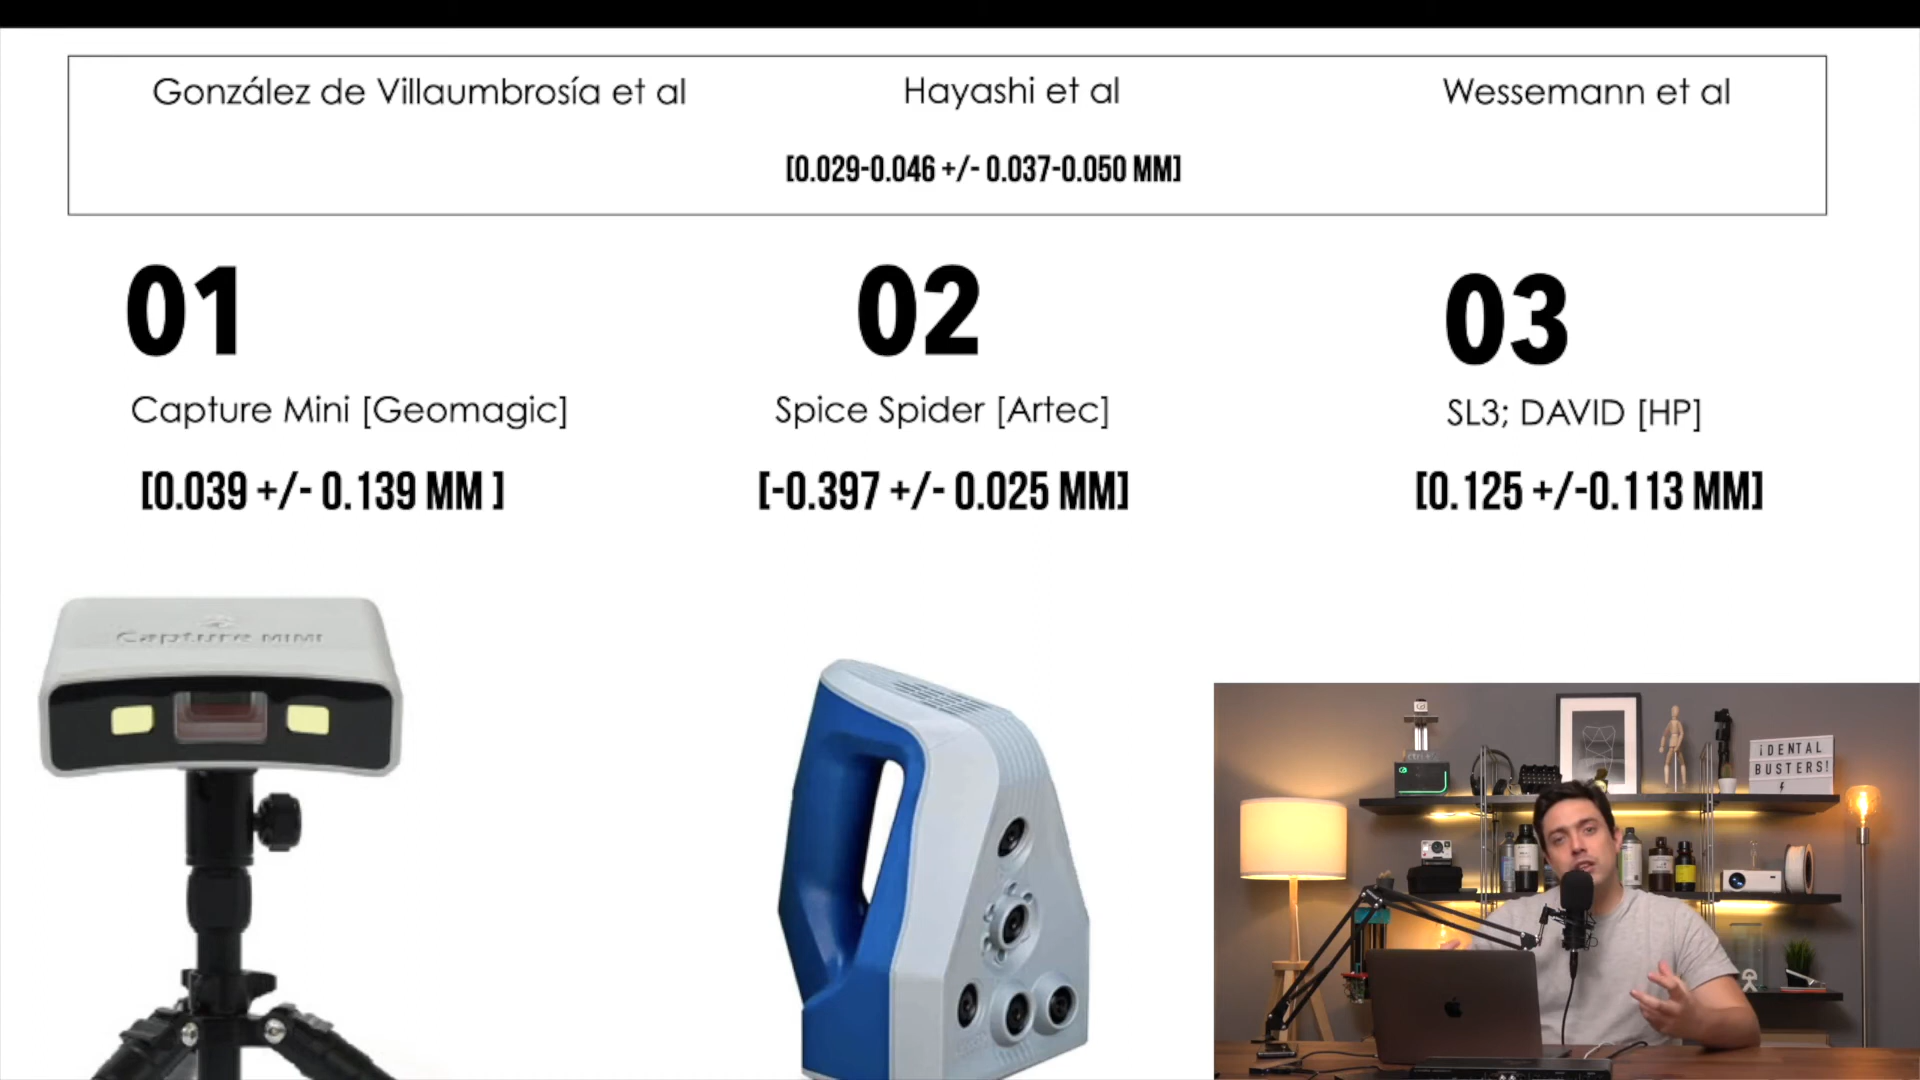 González de Villaumbrosía et al
Hayashi et al
Wessemann et al
[0.029-0.046 +/- 0.037-0.050 MM]
01
02
03
Capture Mini [Geomagic]
Spice Spider [Artec]
SL3; DAVID [HP]
[0.039 +/- 0.139 MM ]
[-0.397 +/- 0.025 MM]
[0.125 +/-0.113 MM]
Capture MINI
¡DENTAL
BUSTERS!